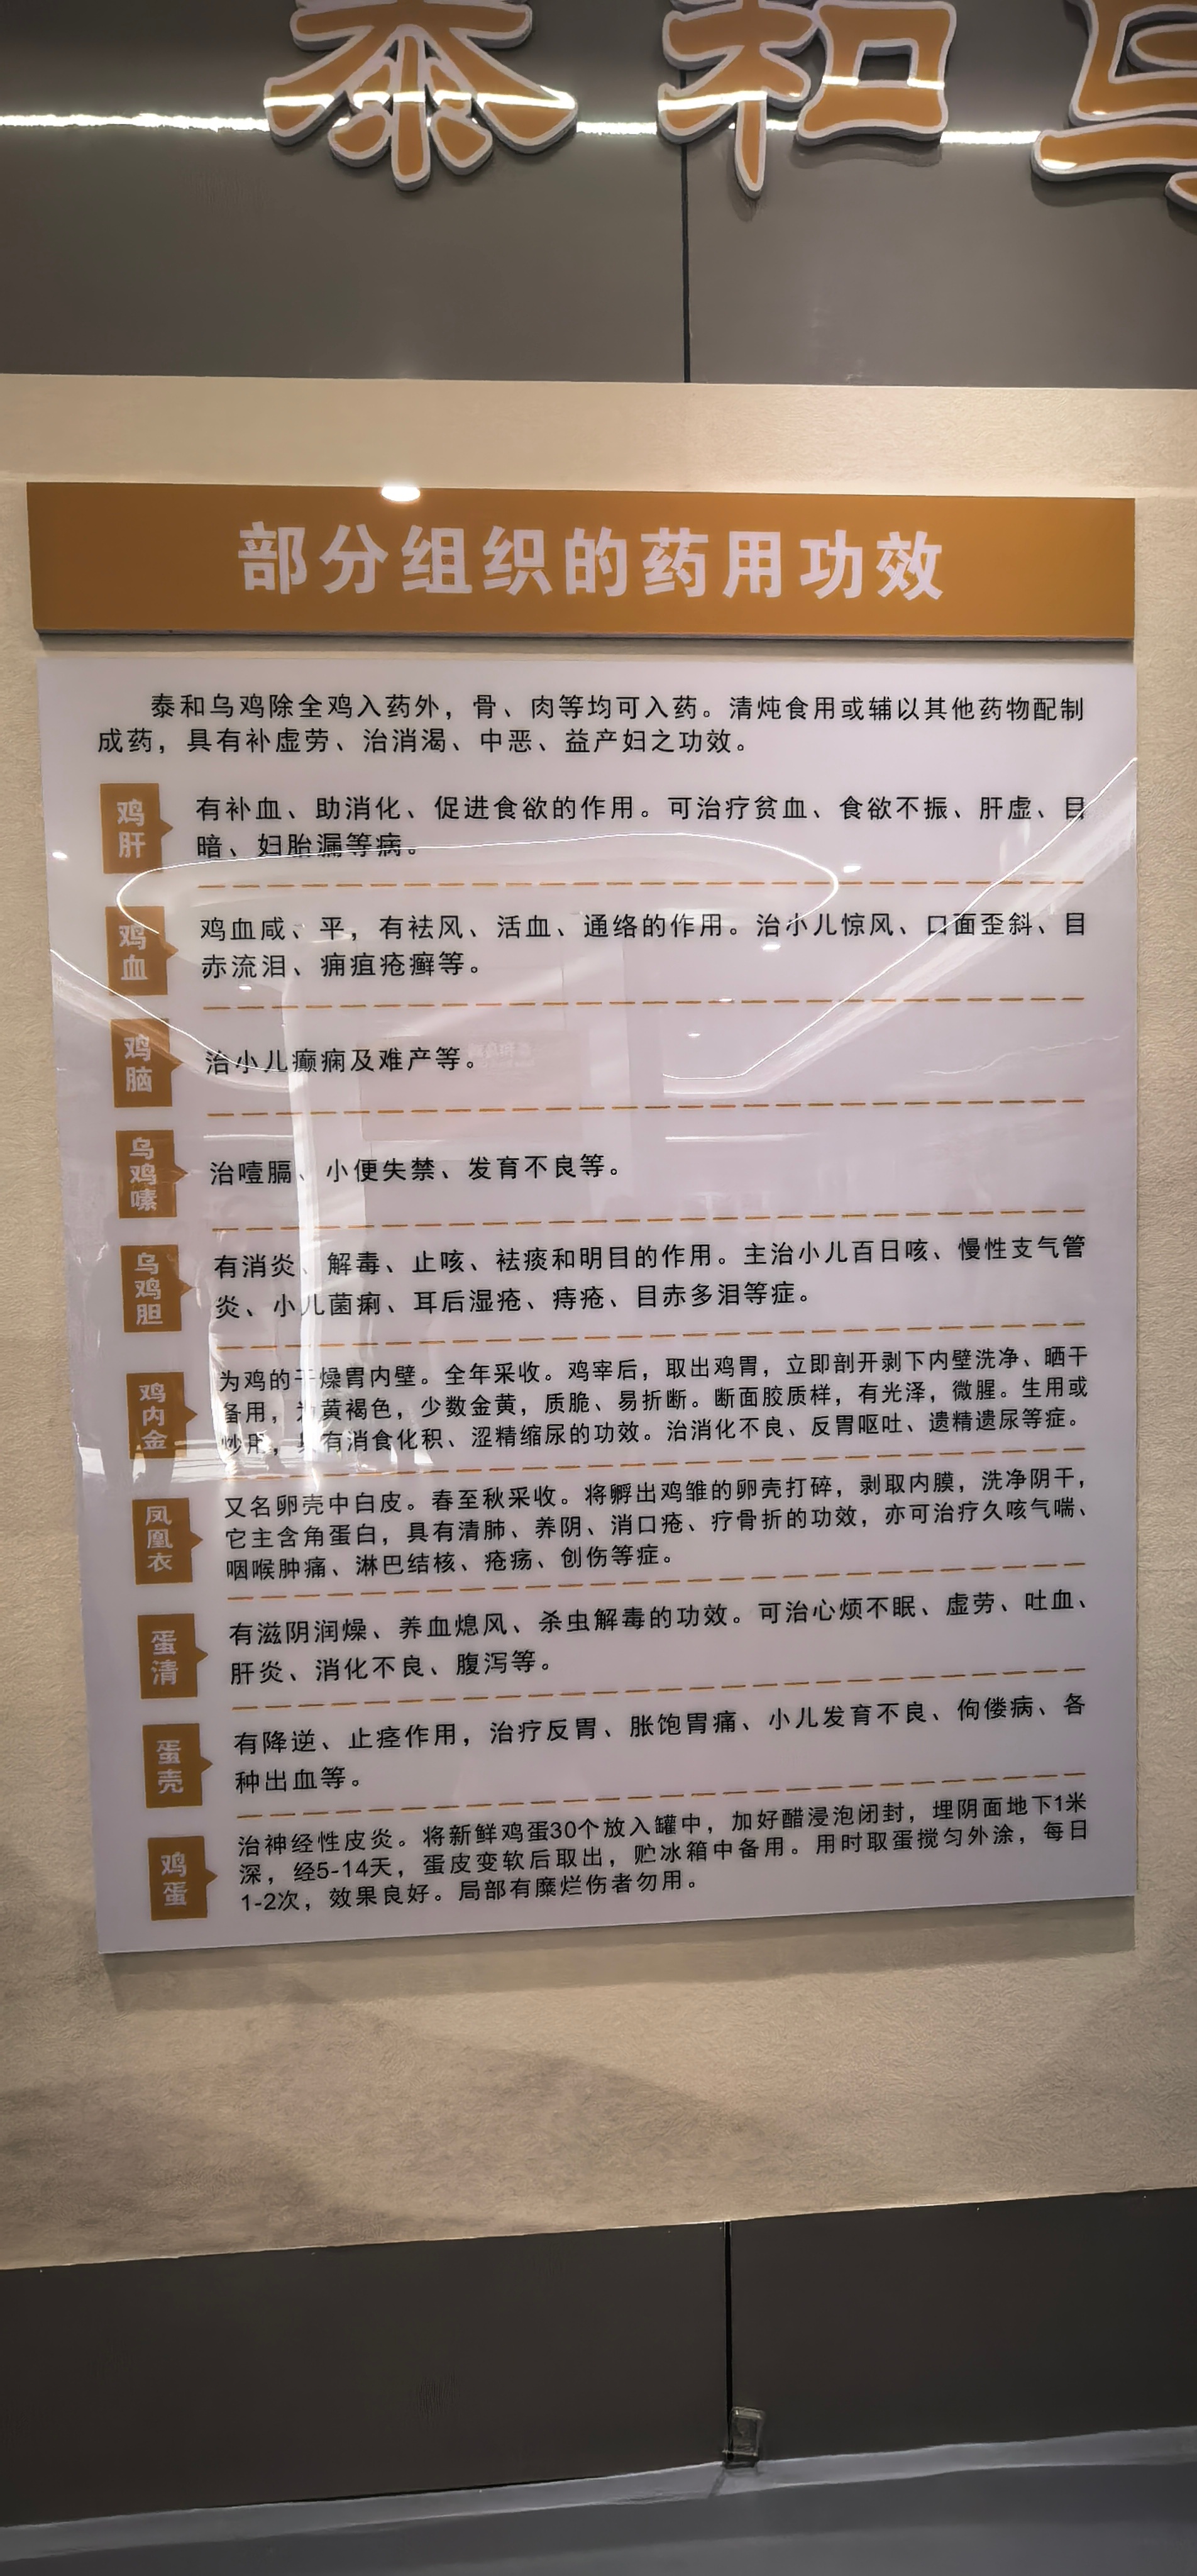 泰和乌
部分组织的药用功效
泰和乌鸡除全鸡入药外，骨、肉等均可入药。清炖食用或辅以其他药物配制
成药，具有补虚劳、治消渴、中恶、益产妇之功效。
鸡肝
有补血、助消化、促进食欲的作用。可治疗贫血、食欲不振、肝虚、目
暗、妇胎漏等病。
鸡血
鸡血咸、平，有祛风、活血、通络的作用。治小儿惊风、口面歪斜、目
赤流泪、痈疽疮癣等。
鸡脑
治小儿癫痫及难产等。
乌鸡嗉
治噎膈、小便失禁、发育不良等。
乌鸡胆
有消炎、解毒、止咳、祛痰和明目的作用。主治小儿百日咳、慢性支气管
炎、小儿菌痢、耳后湿疮、痔疮、目赤多泪等症。
鸡内金
为鸡的干燥胃内壁。全年采收。鸡宰后，取出鸡胃，立即剖开剥下内壁洗净、晒干
备用，为黄褐色，少数金黄，质脆、易折断。断面胶质样，有光泽，微腥。生用或
炒用，具有消食化积、涩精缩尿的功效。治消化不良、反胃呕吐、遗精遗尿等症。
凤凰衣
又名卵壳中白皮。春至秋采收。将孵出鸡雏的卵壳打碎，剥取内膜，洗净阴干，
它主含角蛋白，具有清肺、养阴、消口疮、疗骨折的功效，亦可治疗久咳气喘、
咽喉肿痛、淋巴结核、疮疡、创伤等症。
蛋清
有滋阴润燥、养血熄风、杀虫解毒的功效。可治心烦不眠、虚劳、吐血、
肝炎、消化不良、腹泻等。
蛋壳
有降逆、止痉作用，治疗反胃、胀饱胃痛、小儿发育不良、佝偻病、各
种出血等。
鸡蛋
治神经性皮炎。将新鲜鸡蛋30个放入罐中，加好醋浸泡闭封，埋阴面地下1米
深，经5-14天，蛋皮变软后取出，贮冰箱中备用。用时取蛋搅匀外涂，每日
1-2次，效果良好。局部有糜烂伤者勿用。